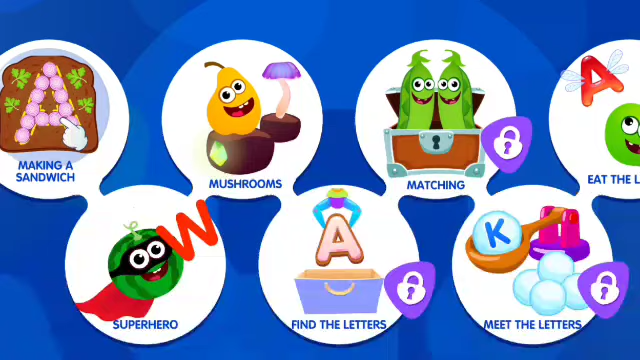 A
MAKING A
SANDWICH
MUSHROOMS
MATCHING
A
EAT THE L
W
SUPERHERO
A
FIND THE LETTERS
K
MEET THE LETTERS